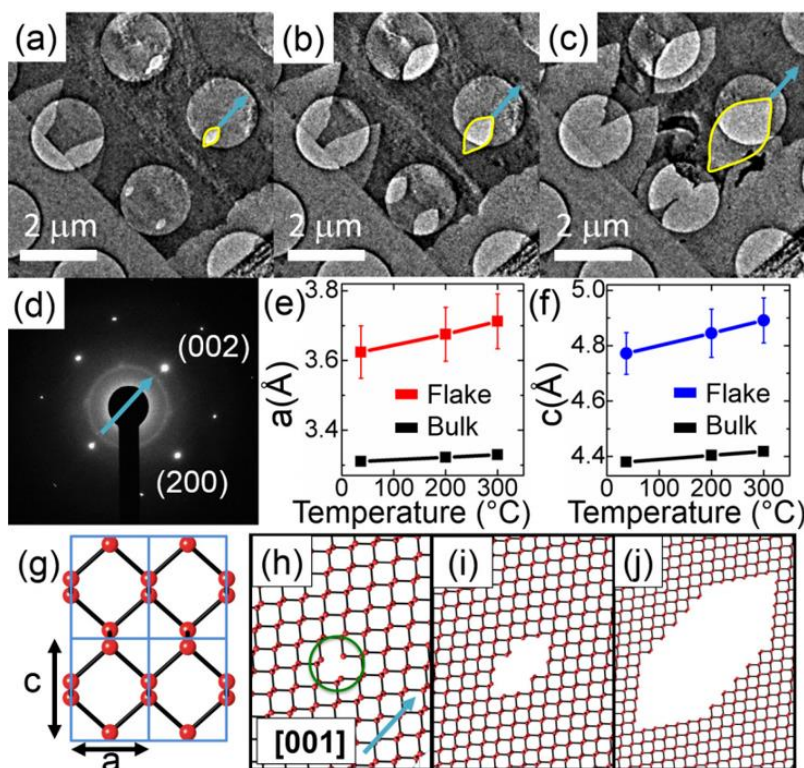 (a)
2 μm
(b)
2 μm
(c)
2 μm
(d)
(002)
(200)
(e)
a(Å)
3.8
3.6
3.4
Flake
Bulk
0 100 200 300
Temperature (°C)
(f)
c(Å)
5.0
4.8
4.6
4.4
Flake
Bulk
0 100 200 300
Temperature (°C)
(g)
c
a
(h)
[001]
(i)
(j)